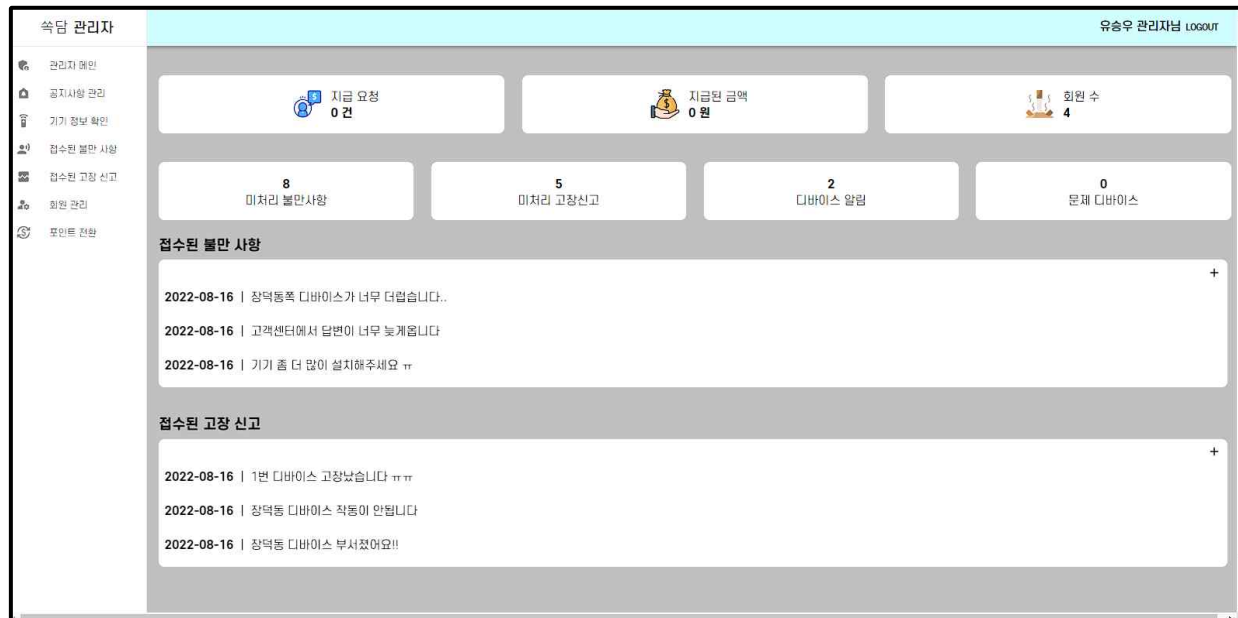 쏙담 관리자
유승우 관리자님 LOGOUT
관리자 메인
공지사항 관리
기기 정보 확인
접수된 불만 사항
접수된 고장 신고
회원 관리
포인트 전환
지급 요청
0 건
지급된 금액
0 원
회원 수
4
8
미처리 불만사항
5
미처리 고장신고
2
디바이스 알림
0
문제 디바이스
접수된 불만 사항
+
2022-08-16 | 장덕동쪽 디바이스가 너무 더럽습니다..
2022-08-16 | 고객센터에서 답변이 너무 늦게옵니다
2022-08-16 | 기기 좀 더 많이 설치해주세요 ㅠ
접수된 고장 신고
+
2022-08-16 | 1번 디바이스 고장났습니다 ㅠㅠ
2022-08-16 | 장덕동 디바이스 작동이 안됩니다
2022-08-16 | 장덕동 디바이스 부서졌어요!!